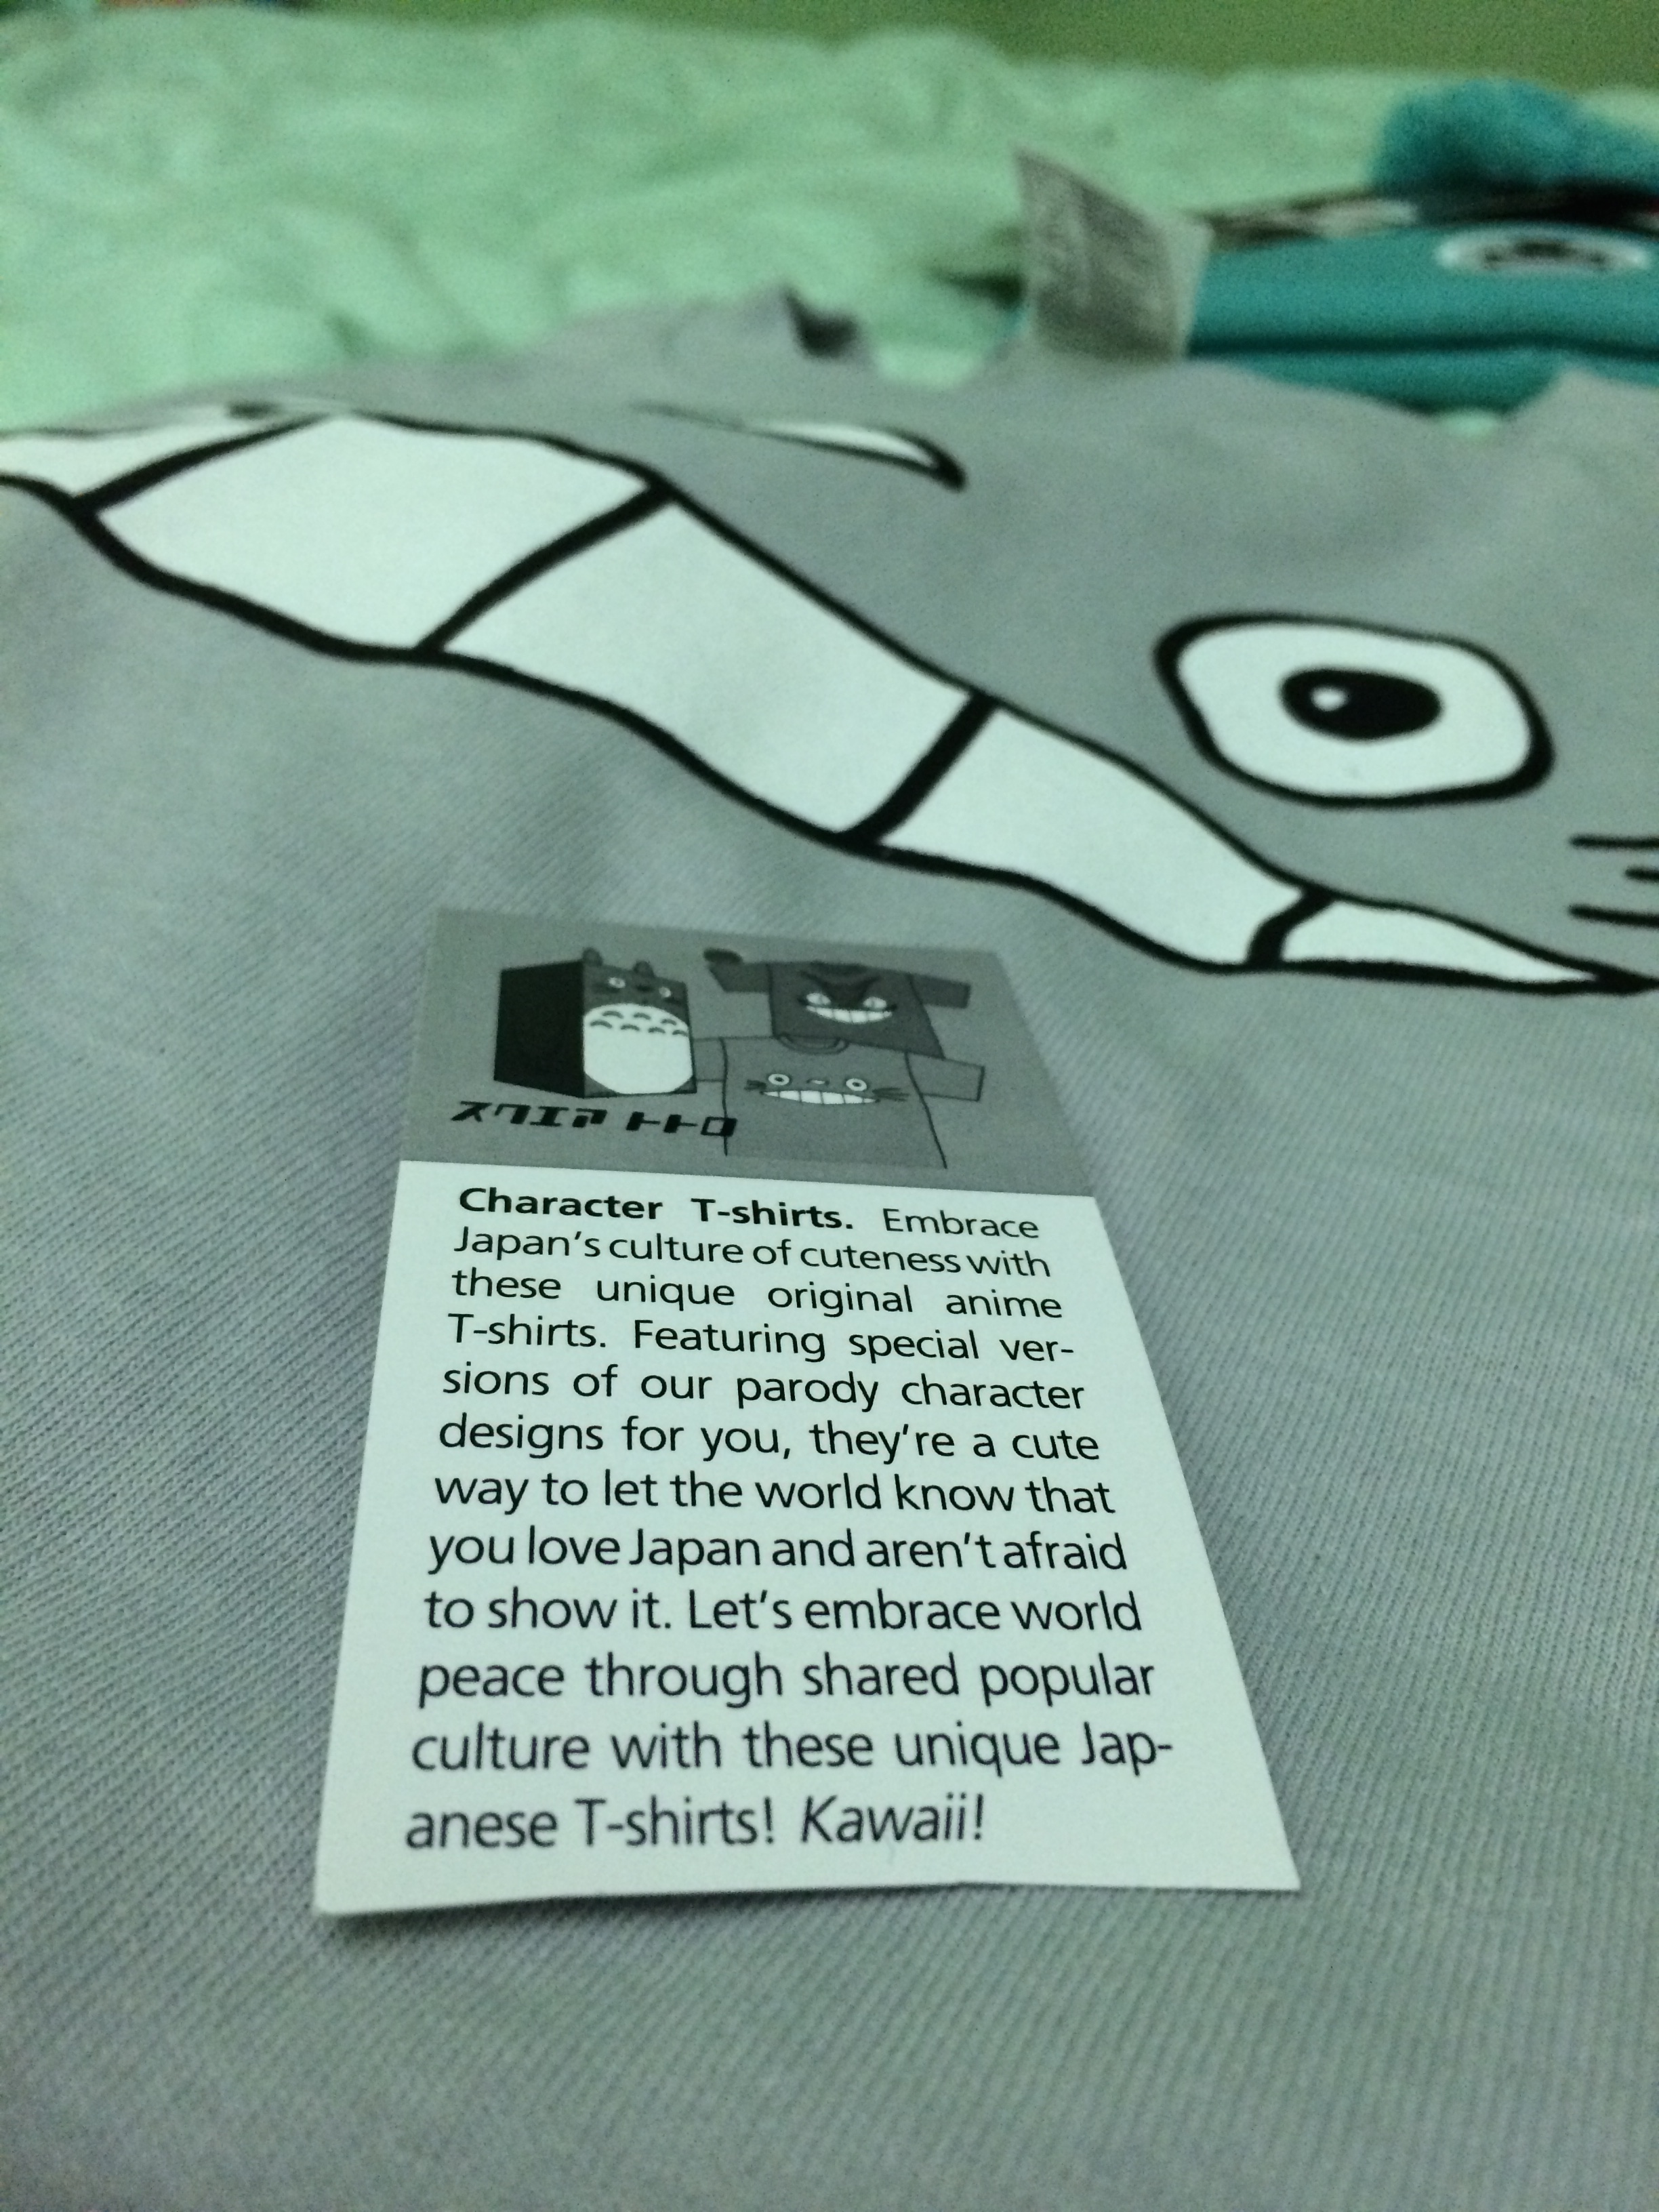 スクエア トトロ
Character T-shirts. Embrace
Japan's culture of cuteness with
these unique original anime
T-shirts. Featuring special ver-
sions of our parody character
designs for you, they're a cute
way to let the world know that
you love Japan and aren't afraid
to show it. Let's embrace world
peace through shared popular
culture with these unique Jap-
anese T-shirts! Kawaii!